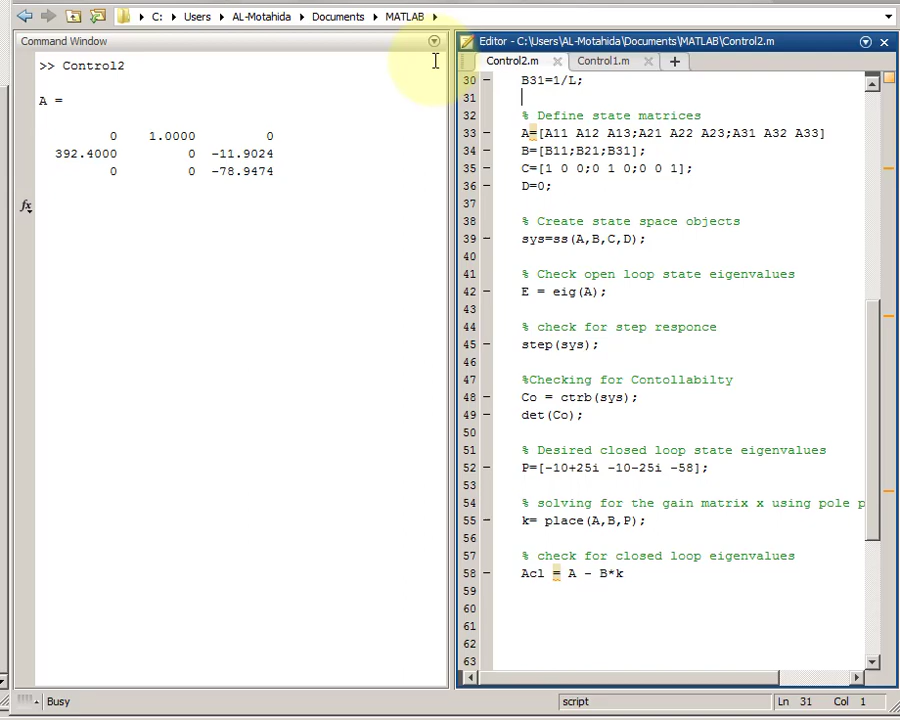 C: Users AL-Motahida Documents MATLAB
Command Window
>> Control2
A =
0 1.0000 0
392.4000 0 -11.9024
0 0 -78.9474
fx
Busy
Editor - C:\Users\AL-Motahida\Documents\MATLAB\Control2.m
Control2.m Control1.m
30 B31=1/L;
31
32 % Define state matrices
33 A=[A11 A12 A13;A21 A22 A23;A31 A32 A33]
34 B=[B11;B21;B31];
35 C=[1 0 0;0 1 0;0 0 1];
36 D=0;
37
38 % Create state space objects
39 sys=ss(A,B,C,D);
40
41 % Check open loop state eigenvalues
42 E = eig(A);
43
44 % check for step responce
45 step(sys);
46
47 %Checking for Contollabilty
48 Co = ctrb(sys);
49 det(Co);
50
51 % Desired closed loop state eigenvalues
52 P=[-10+25i -10-25i -58];
53
54 % solving for the gain matrix x using pole p
55 k= place(A,B,P);
56
57 % check for closed loop eigenvalues
58 Acl = A - B*k
59
60
61
62
63
script Ln 31 Col 1